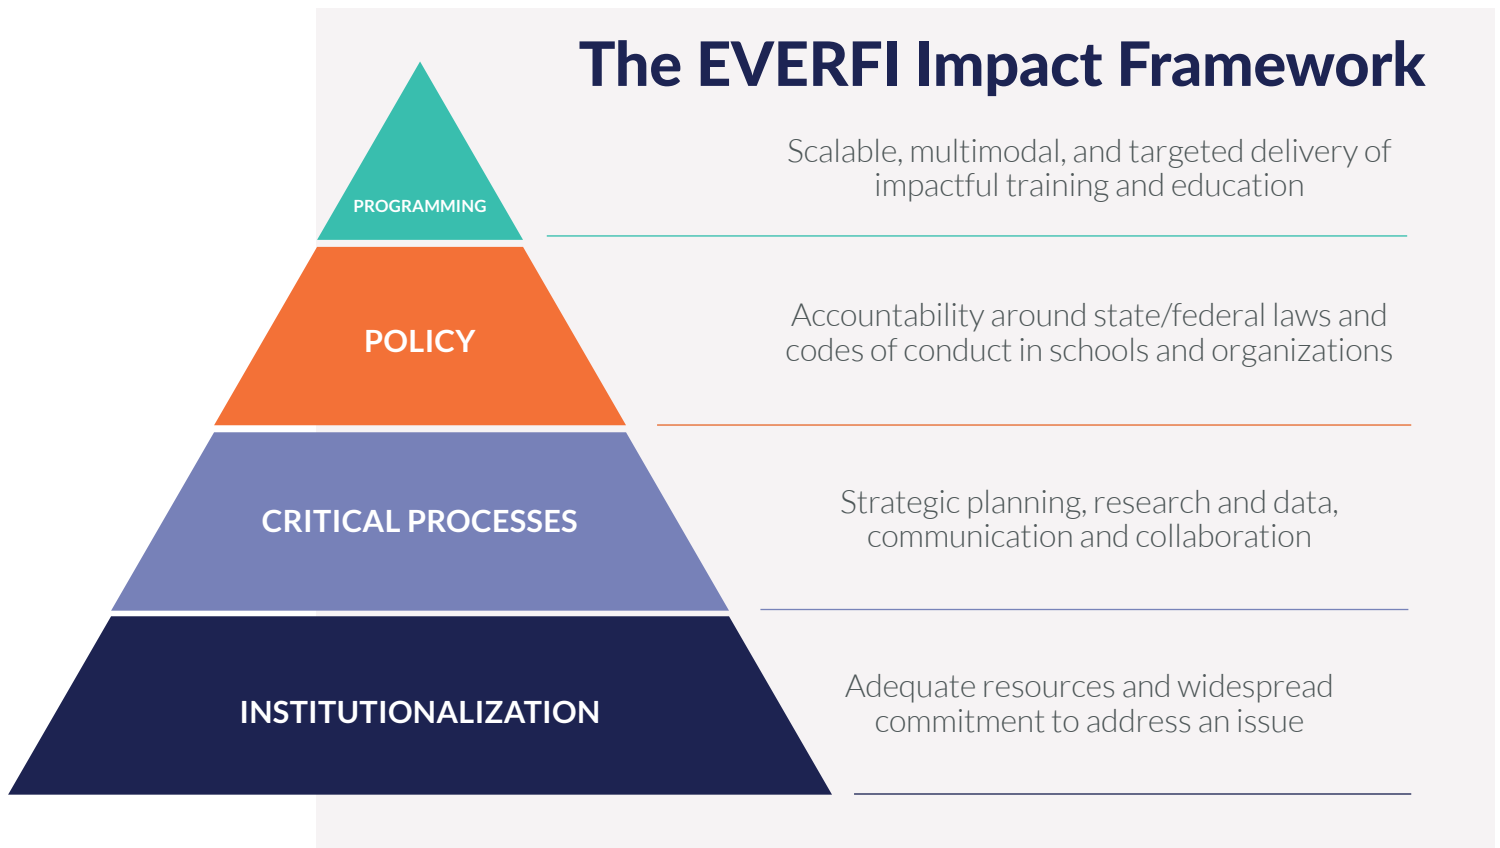 The EVERFI Impact Framework
PROGRAMMING
Scalable, multimodal, and targeted delivery of
impactful training and education
POLICY
Accountability around state/federal laws and
codes of conduct in schools and organizations
CRITICAL PROCESSES
Strategic planning, research and data,
communication and collaboration
INSTITUTIONALIZATION
Adequate resources and widespread
commitment to address an issue